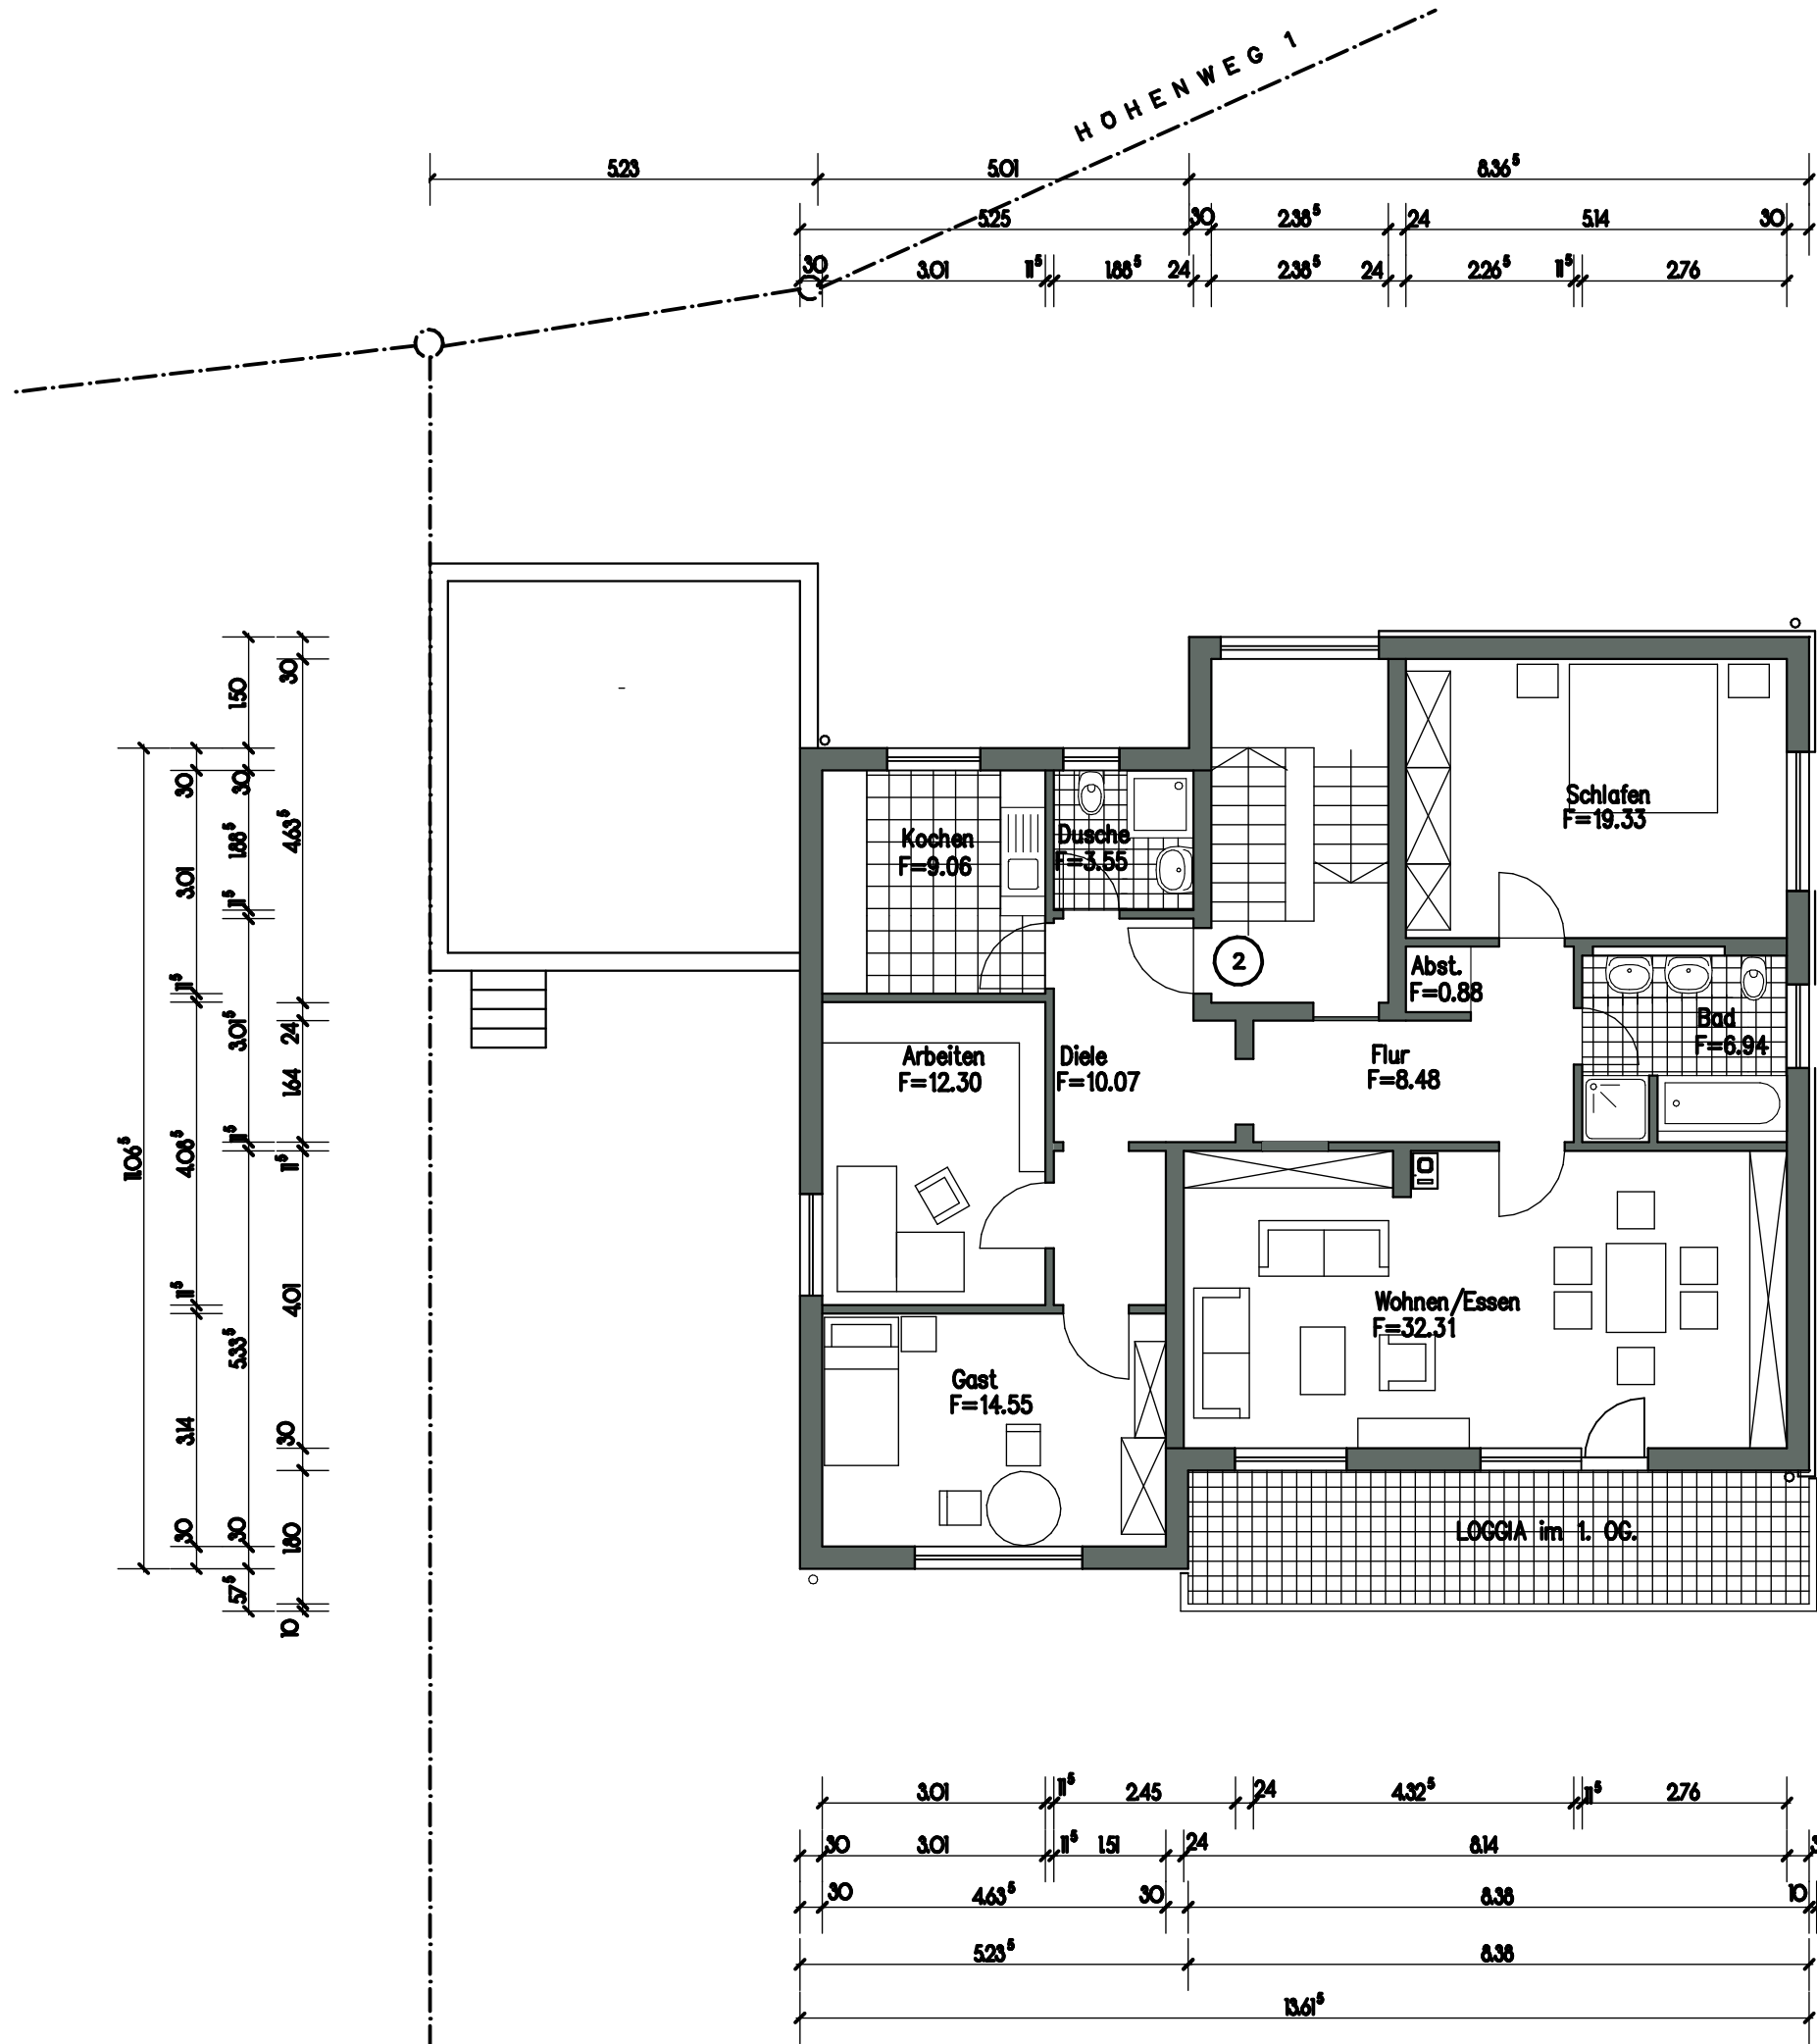 HOHENWEG 1
5.23 5.01 8.36⁵
5.25 30 2.38⁵ 24 5.14 30
30 3.01 11⁵ 1.88⁵ 24 2.38⁵ 24 2.26⁵ 11⁵ 2.76
11.06⁵
30 3.01 11⁵ 4.08⁵ 11⁵ 3.14 30
1.50 30 1.88⁵ 11⁵ 3.01⁵ 11⁵ 5.33⁵ 30 57⁵
30 4.63⁵ 24 1.64 11⁵ 4.01 30 1.80 10
Schlafen
F=19.33
Kochen
F=9.06
Dusche
F=3.55
2
Abst.
F=0.88
Bad
F=6.94
Arbeiten
F=12.30
Diele
F=10.07
Flur
F=8.48
Wohnen/Essen
F=32.31
Gast
F=14.55
LOGGIA im 1. OG.
3.01 11⁵ 2.45 24 4.32⁵ 11⁵ 2.76
30 3.01 11⁵ 1.51 24 8.14
30 4.63⁵ 30 8.38 10
5.23⁵ 8.38
13.61⁵